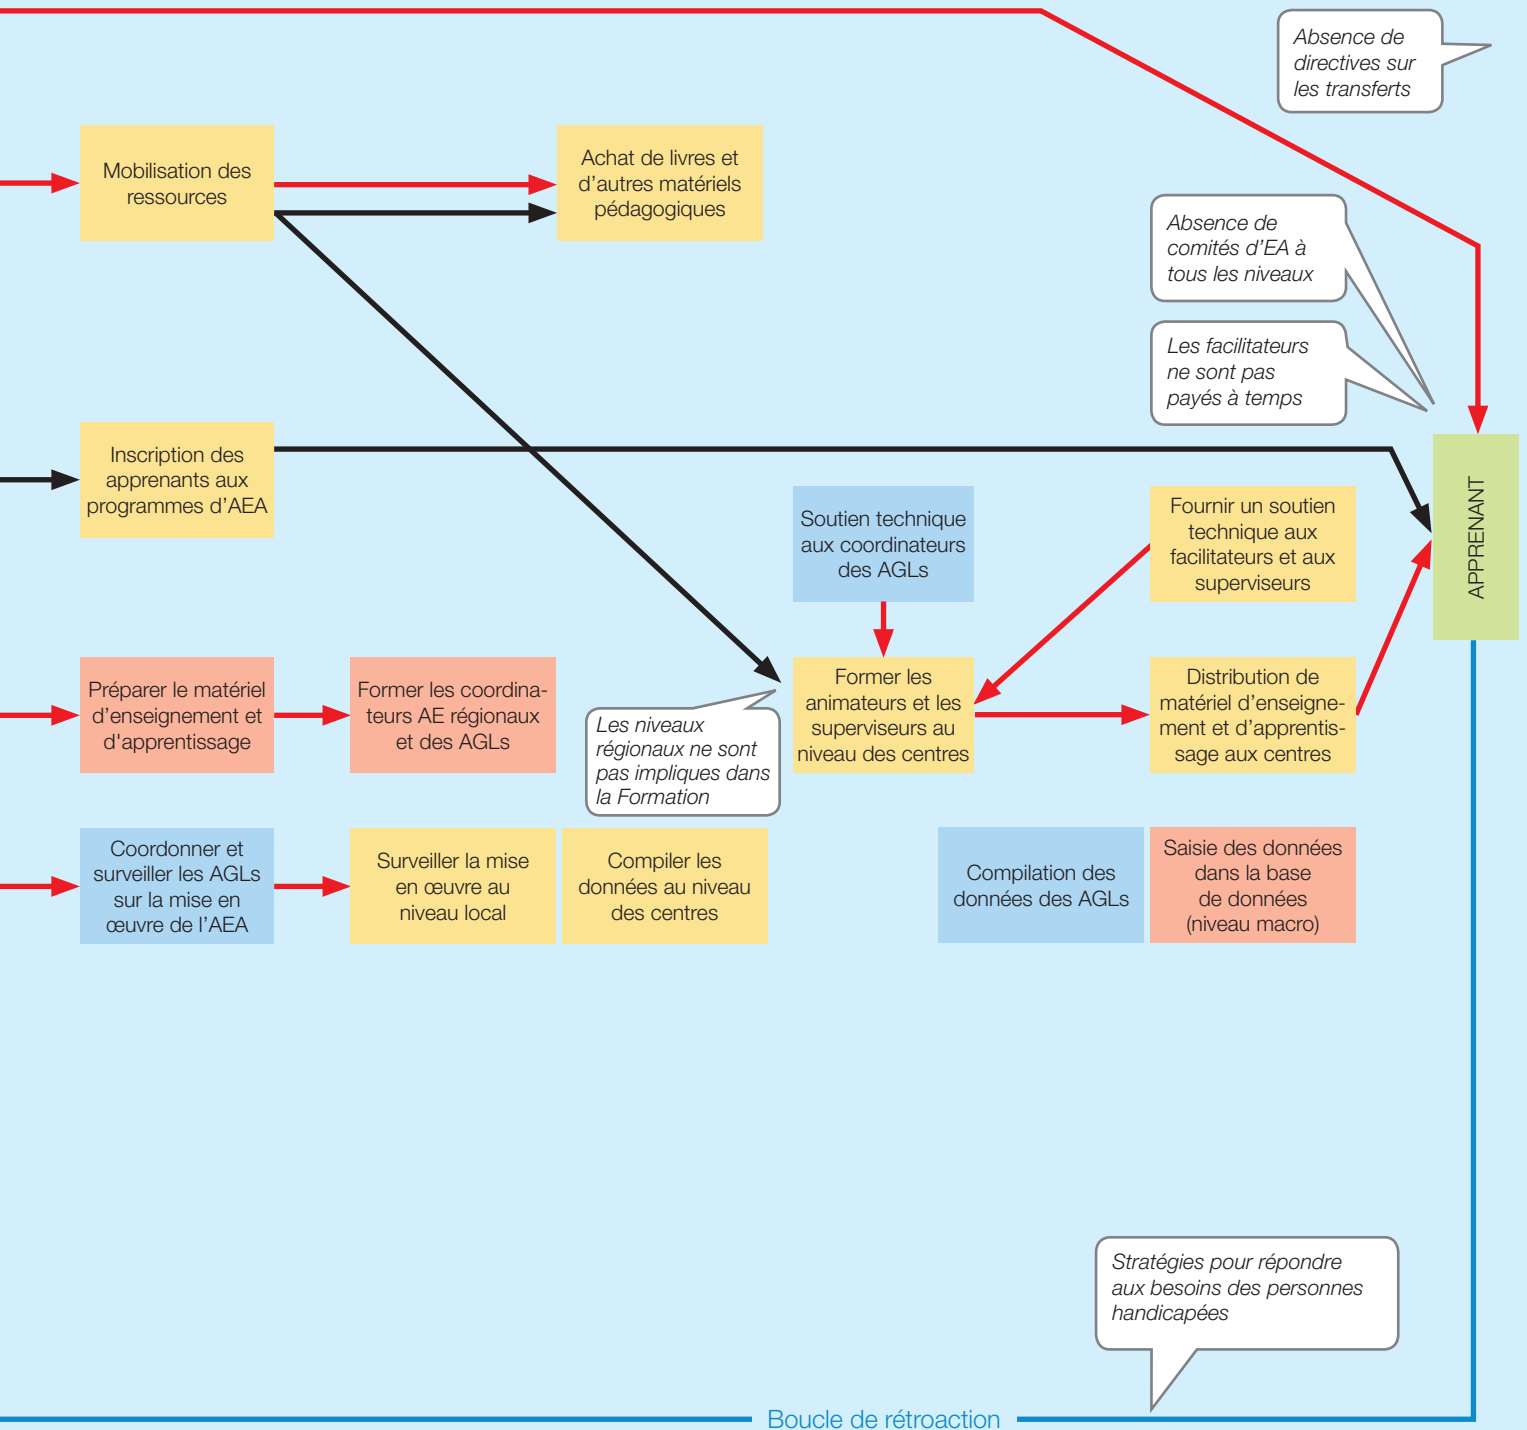 Absence de
directives sur
les transferts
Mobilisation des
ressources
Achat de livres et
d'autres matériels
pédagogiques
Absence de
comités d'EA à
tous les niveaux
Les facilitateurs
ne sont pas
payés à temps
Inscription des
apprenants aux
programmes d'AEA
Soutien technique
aux coordinateurs
des AGLs
Fournir un soutien
technique aux
facilitateurs et aux
superviseurs
APPRENANT
Préparer le matériel
d'enseignement et
d'apprentissage
Former les coordina-
teurs AE régionaux
et des AGLs
Les niveaux
régionaux ne sont
pas impliques dans
la Formation
Former les
animateurs et les
superviseurs au
niveau des centres
Distribution de
matériel d'enseigne-
ment et d'apprentis-
sage aux centres
Coordonner et
surveiller les AGLs
sur la mise en
œuvre de l'AEA
Surveiller la mise
en œuvre au
niveau local
Compiler les
données au niveau
des centres
Compilation des
données des AGLs
Saisie des données
dans la base
de données
(niveau macro)
Stratégies pour répondre
aux besoins des personnes
handicapées
Boucle de rétroaction